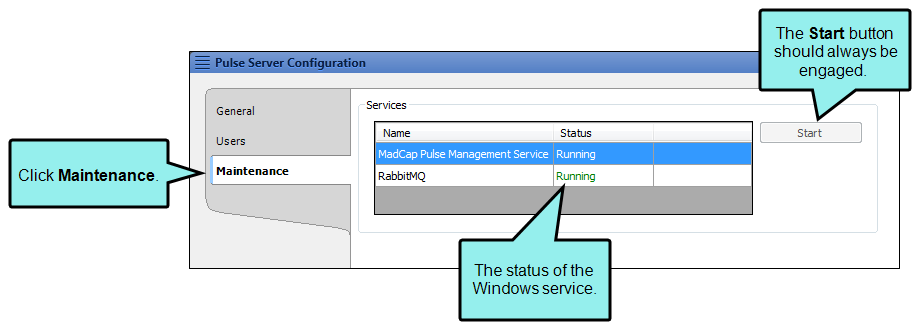 The Start button
should always be
engaged.
Pulse Server Configuration
General
Users
Maintenance
Click Maintenance.
Services
Name Status
MadCap Pulse Management Service Running
RabbitMQ Running
Start
The status of the
Windows service.